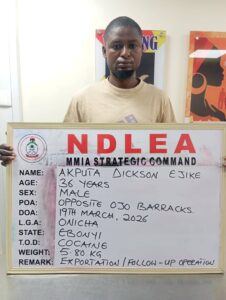 NDLEA
MMIA STRATEGIC COMMAND
NAME: AKPUTA DICKSON EJIKE
AGE: 36 YEARS
SEX: MALE
POA: OPPOSITE OJO BARRACKS.
DOA: 19TH MARCH, 2026
L.G.A: ONICHA
STATE: EBONYI
T.O.D: COCAINE
WEIGHT: 5.80 KG
REMARK: EXPORTATION / FOLLOW-UP OPERATION